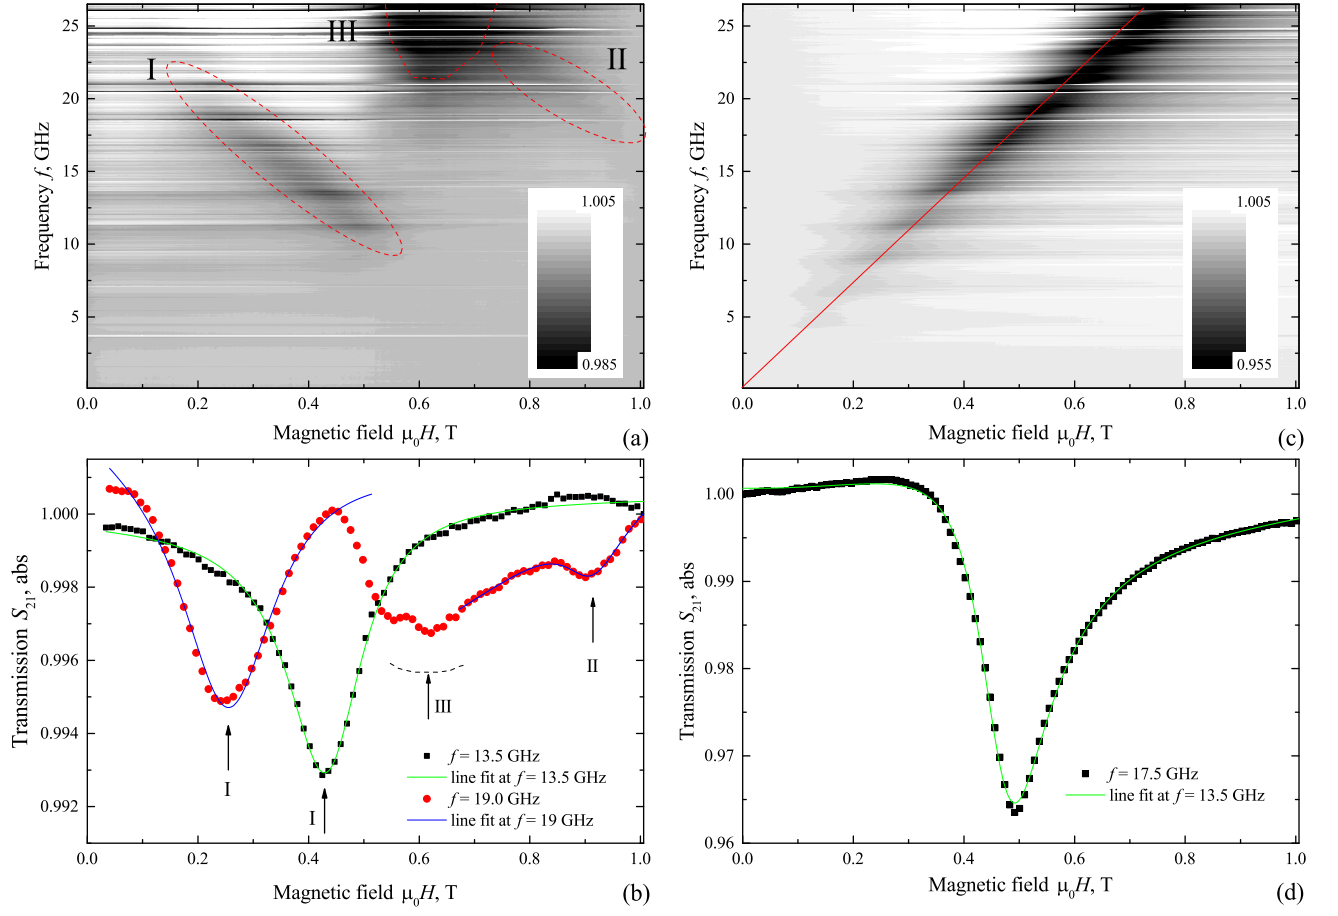 25
20
15
10
5
Frequency f, GHz
I
III
II
1.005
0.985
0.0 0.2 0.4 0.6 0.8 1.0
Magnetic field μ₀H, T
(a)
25
20
15
10
5
Frequency f, GHz
1.005
0.955
0.0 0.2 0.4 0.6 0.8 1.0
Magnetic field μ₀H, T
(c)
1.000
0.998
0.996
0.994
0.992
Transmission S₂₁, abs
I
I
III
II
f = 13.5 GHz
line fit at f = 13.5 GHz
f = 19.0 GHz
line fit at f = 19 GHz
0.0 0.2 0.4 0.6 0.8 1.0
Magnetic field μ₀H, T
(b)
1.00
0.99
0.98
0.97
0.96
Transmission S₂₁, abs
f = 17.5 GHz
line fit at f = 13.5 GHz
0.0 0.2 0.4 0.6 0.8 1.0
Magnetic field μ₀H, T
(d)